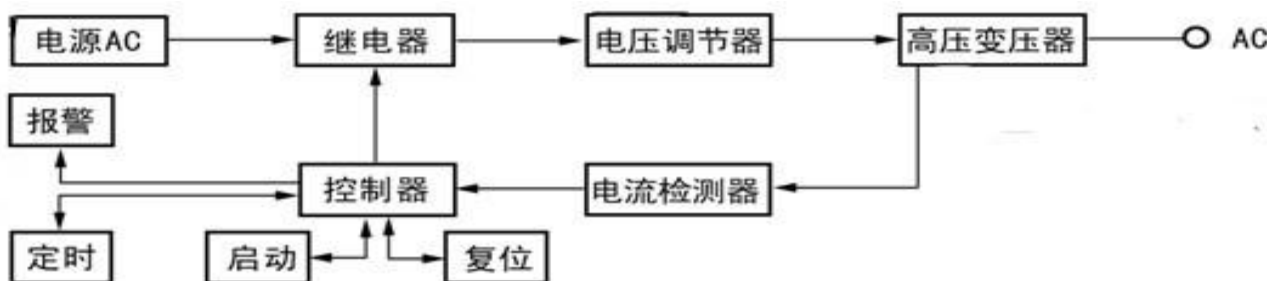 电源AC
继电器
电压调节器
高压变压器
AC
报警
控制器
电流检测器
定时
启动
复位